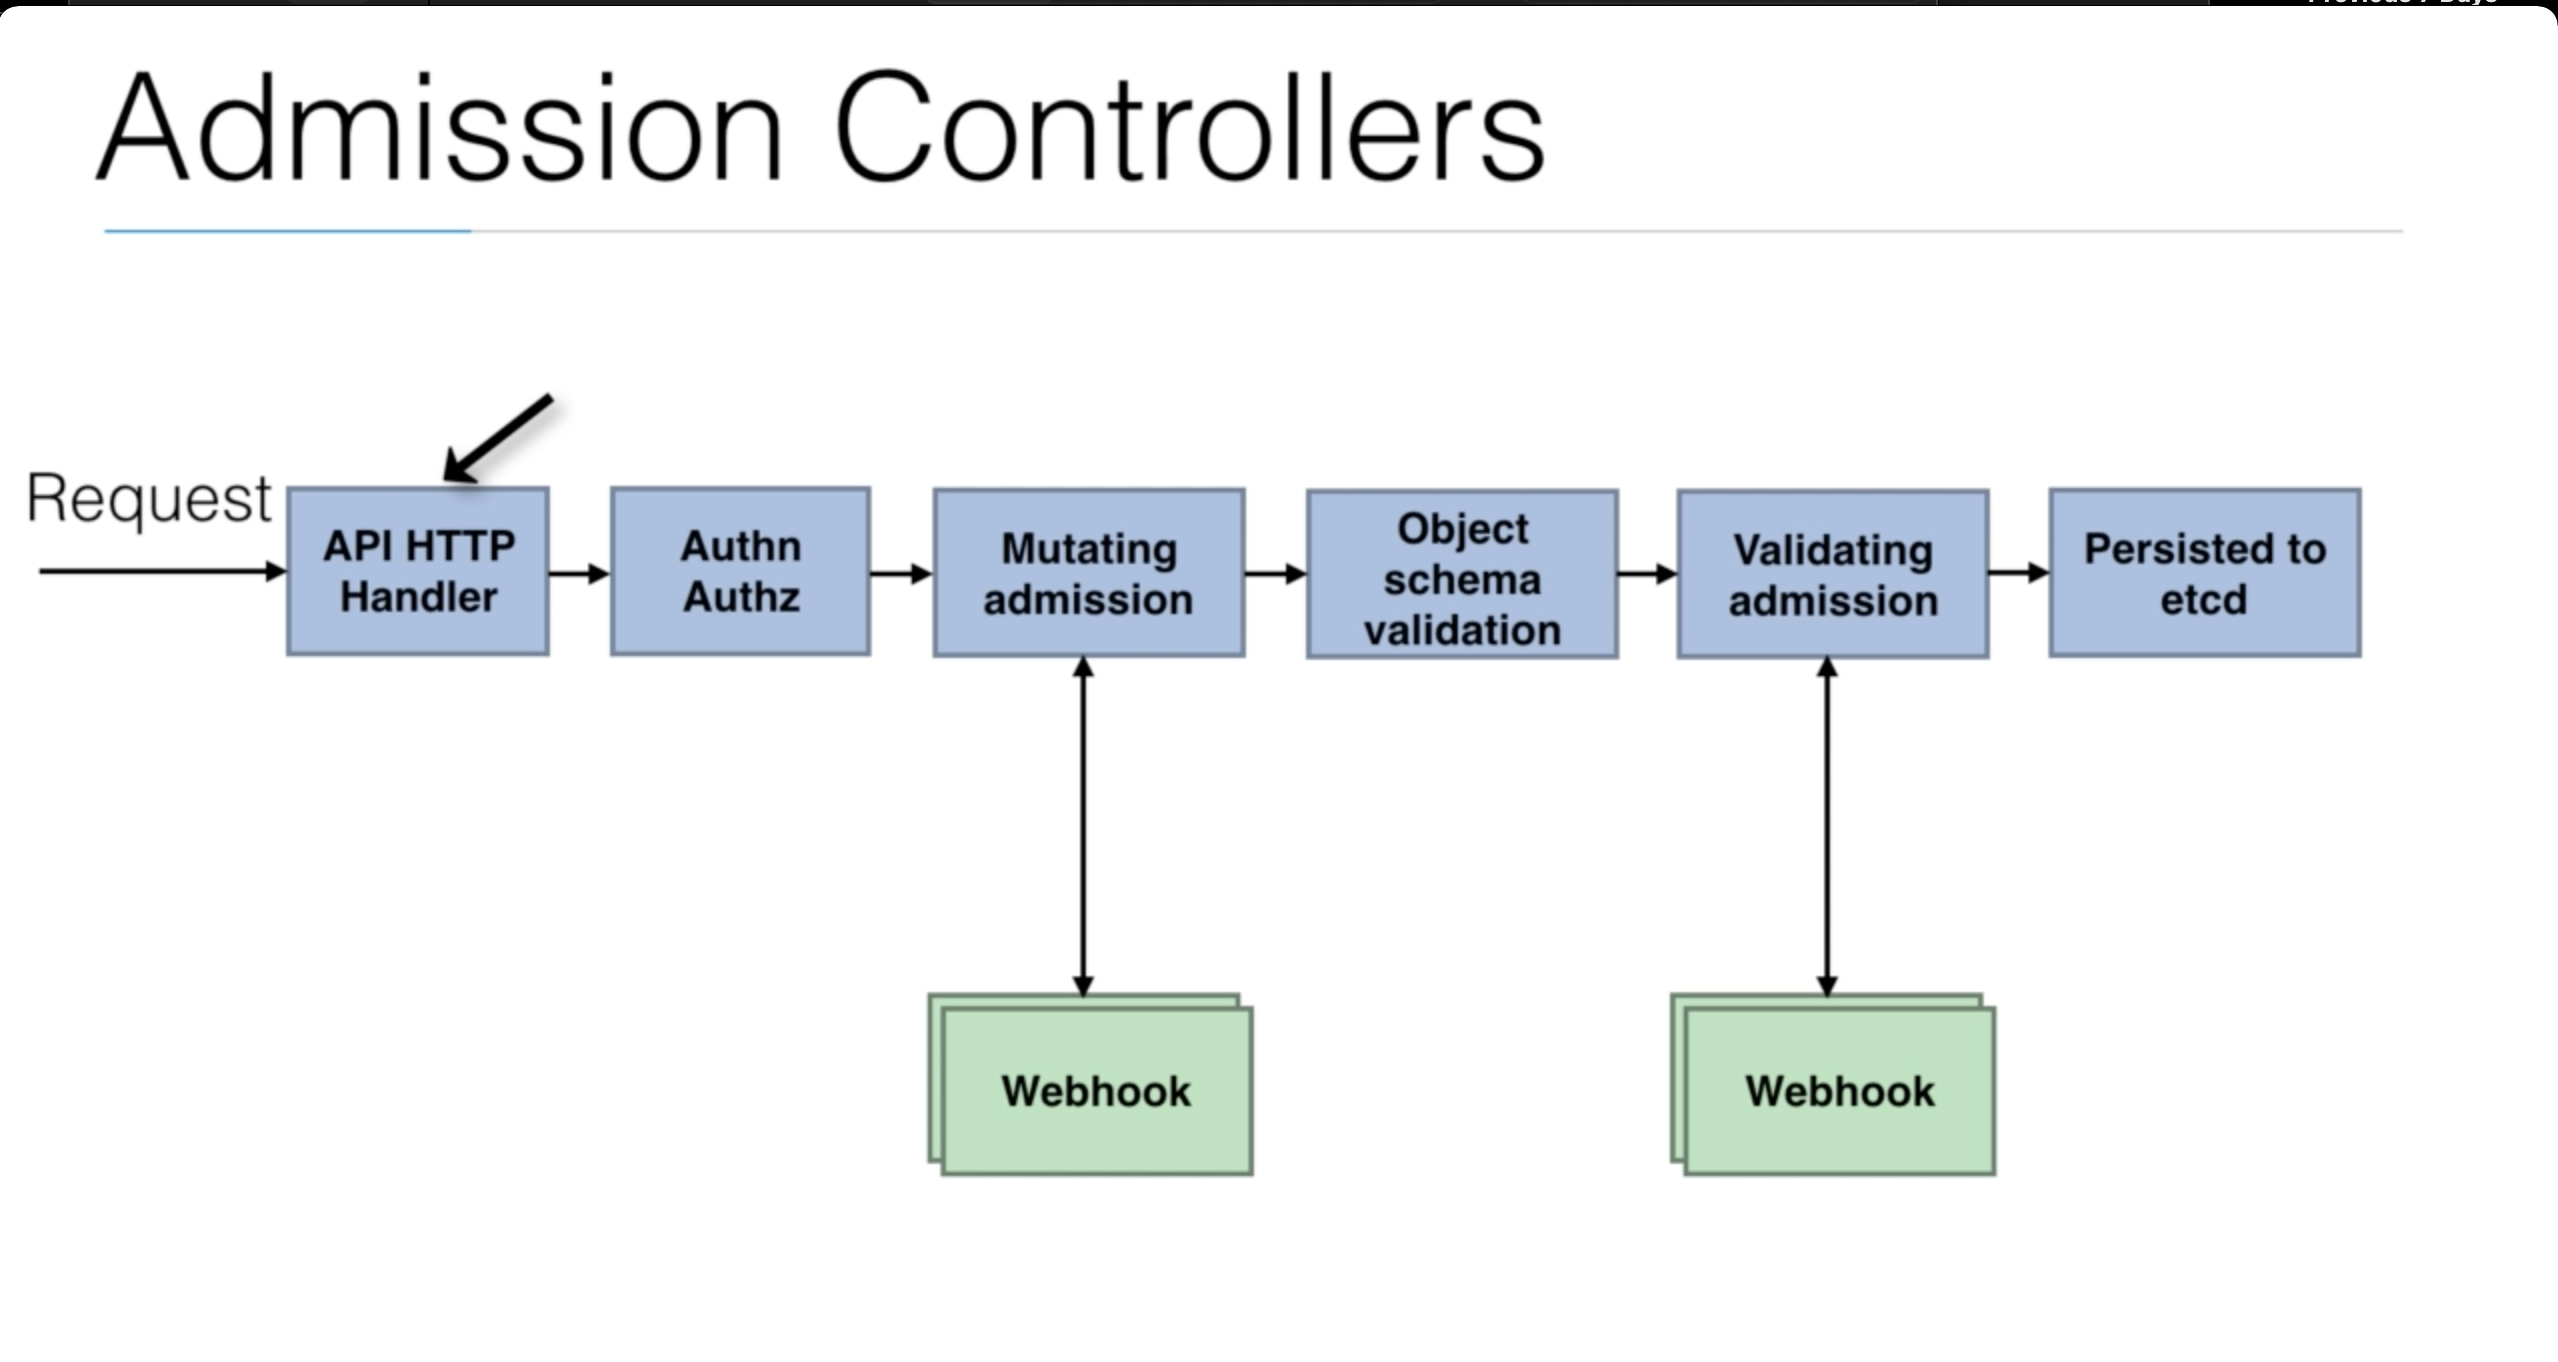 Admission Controllers
Request
API HTTP
Handler
Authn
Authz
Mutating
admission
Object
schema
validation
Validating
admission
Persisted to
etcd
Webhook
Webhook